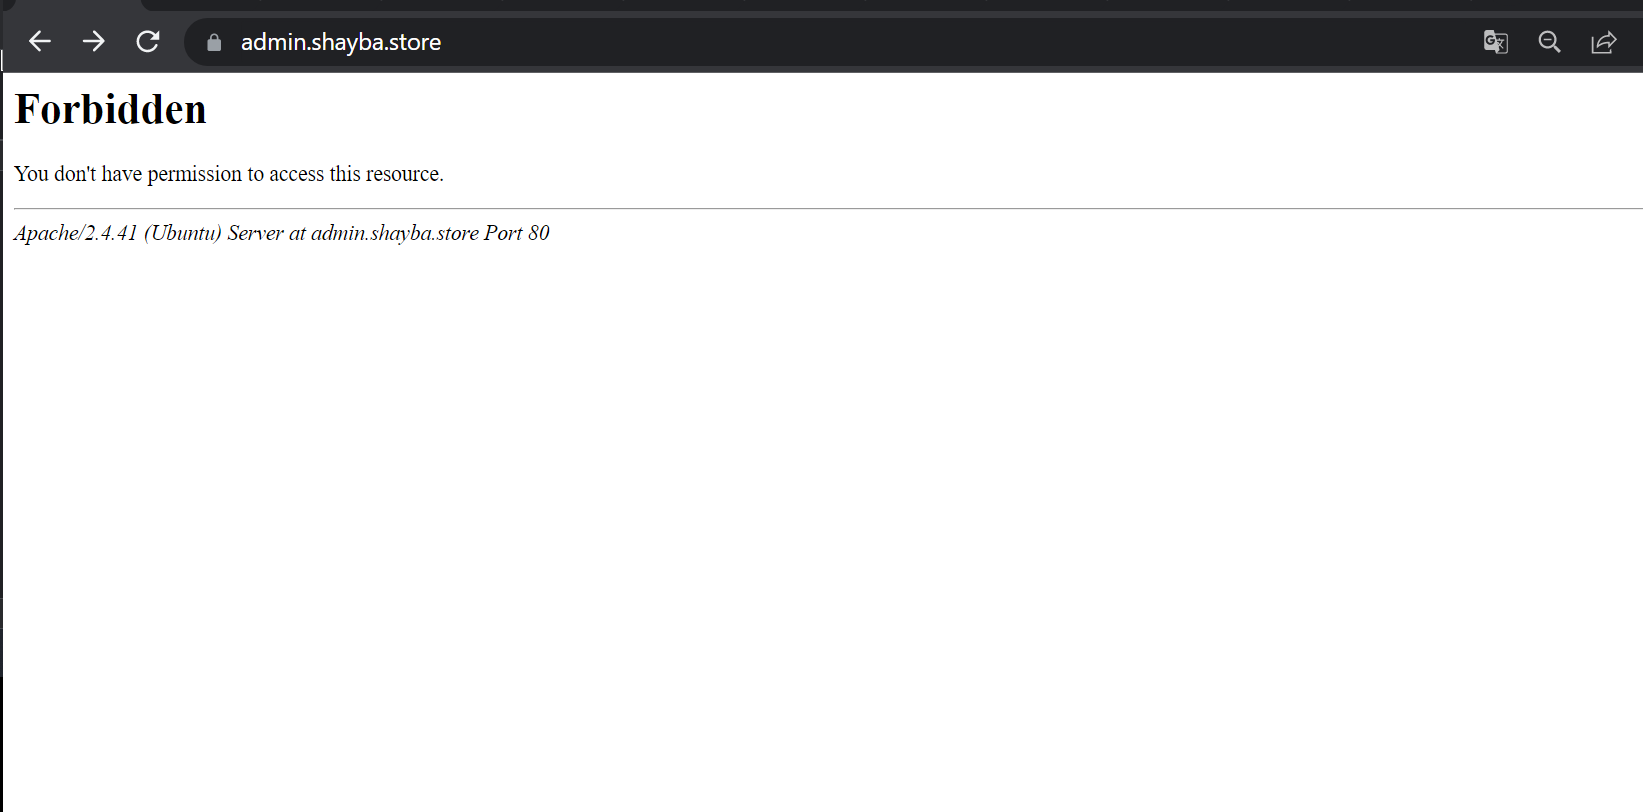 admin.shayba.store
Forbidden
You don't have permission to access this resource.
Apache/2.4.41 (Ubuntu) Server at admin.shayba.store Port 80